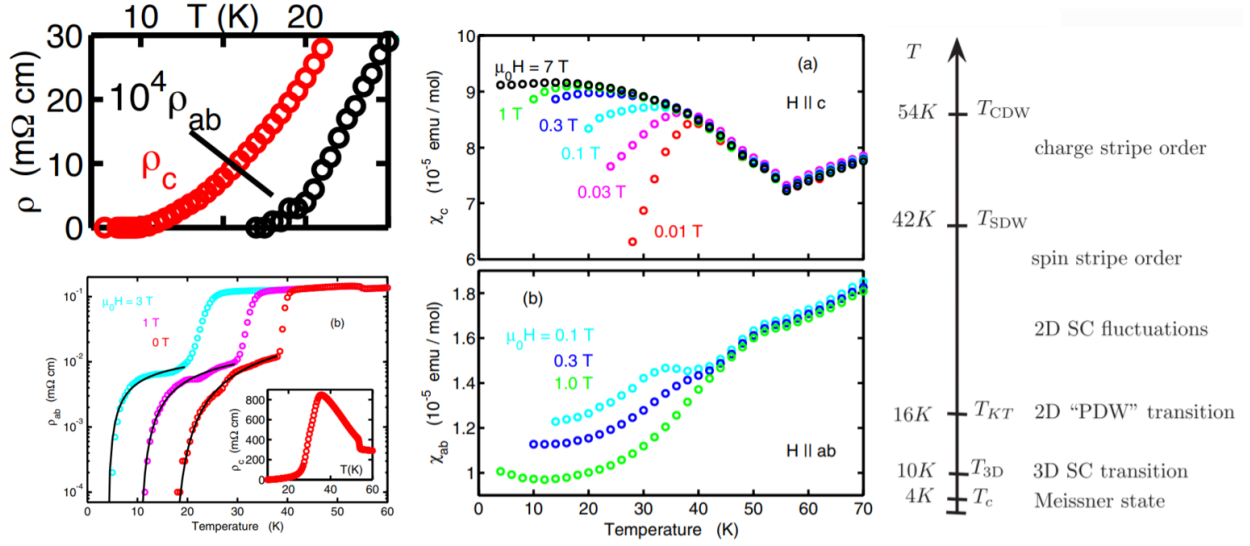 10 T (K) 20
30
20
10
0
ρ (mΩ cm)
10⁴ρab
ρc
10⁻¹
10⁻²
10⁻³
10⁻⁴
ρab (mΩ cm)
μ₀H = 3 T
1 T
0 T
(b)
800
600
400
200
0
ρc (mΩ cm)
T(K)
20 40 60
0 10 20 30 40 50 60
Temperature (K)
10
9
8
7
6
χc (10⁻⁵ emu / mol)
μ₀H = 7 T
(a)
1 T
0.3 T
H || c
0.1 T
0.03 T
0.01 T
1.8
1.6
1.4
1.2
1
χab (10⁻⁵ emu / mol)
(b)
μ₀H = 0.1 T
0.3 T
1.0 T
H || ab
0 10 20 30 40 50 60 70
Temperature (K)
T
54K TCDW
charge stripe order
42K TSDW
spin stripe order
2D SC fluctuations
16K TKT 2D “PDW” transition
10K T3D 3D SC transition
4K Tc Meissner state